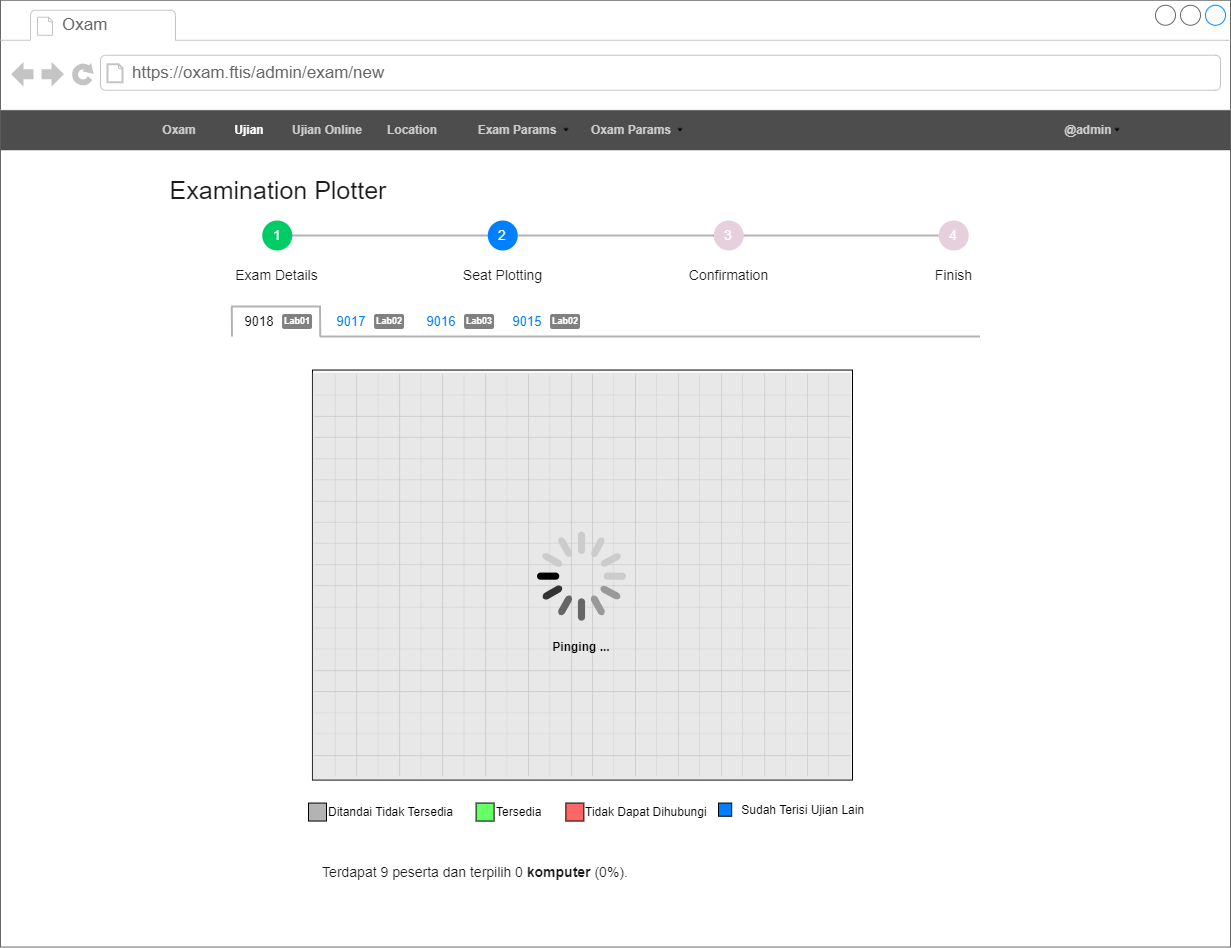 Oxam
https://oxam.ftis/admin/exam/new
Oxam Ujian Ujian Online Location Exam Params Oxam Params @admin
Examination Plotter
1 2 3 4
Exam Details Seat Plotting Confirmation Finish
9018 Lab01 9017 Lab02 9016 Lab03 9015 Lab02
Pinging ...
Ditandai Tidak Tersedia Tersedia Tidak Dapat Dihubungi Sudah Terisi Ujian Lain
Terdapat 9 peserta dan terpilih 0 komputer (0%).